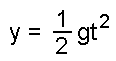 y = 1/2 gt²